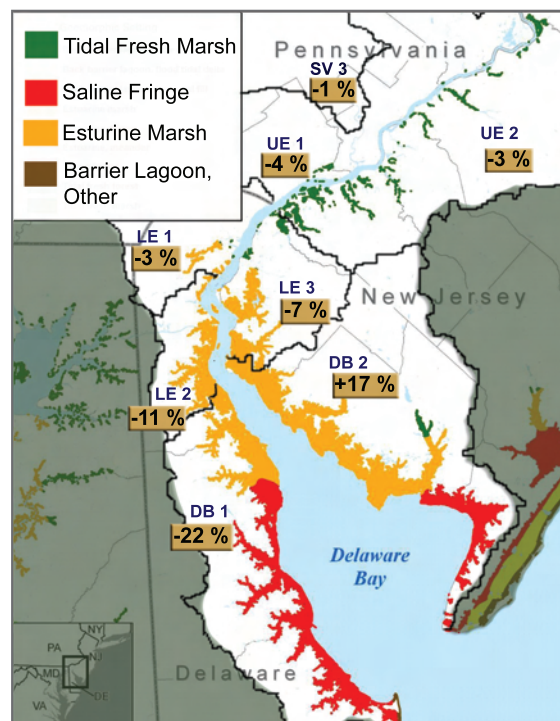 Tidal Fresh Marsh
Saline Fringe
Esturine Marsh
Barrier Lagoon,
Other
Pennsylvania
SV 3
-1 %
UE 1
-4 %
UE 2
-3 %
LE 1
-3 %
LE 3
-7 %
New Jersey
DB 2
+17 %
LE 2
-11 %
DB 1
-22 %
Delaware
Bay
Delaware
NY
PA
NJ
MD
DE
VA